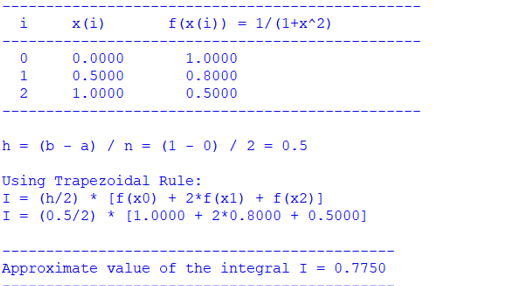 ------------------------------------------------
i x(i) f(x(i)) = 1/(1+x^2)
------------------------------------------------
0 0.0000 1.0000
1 0.5000 0.8000
2 1.0000 0.5000
------------------------------------------------
h = (b - a) / n = (1 - 0) / 2 = 0.5
Using Trapezoidal Rule:
I = (h/2) * [f(x0) + 2*f(x1) + f(x2)]
I = (0.5/2) * [1.0000 + 2*0.8000 + 0.5000]
---------------------------------------------
Approximate value of the integral I = 0.7750
---------------------------------------------